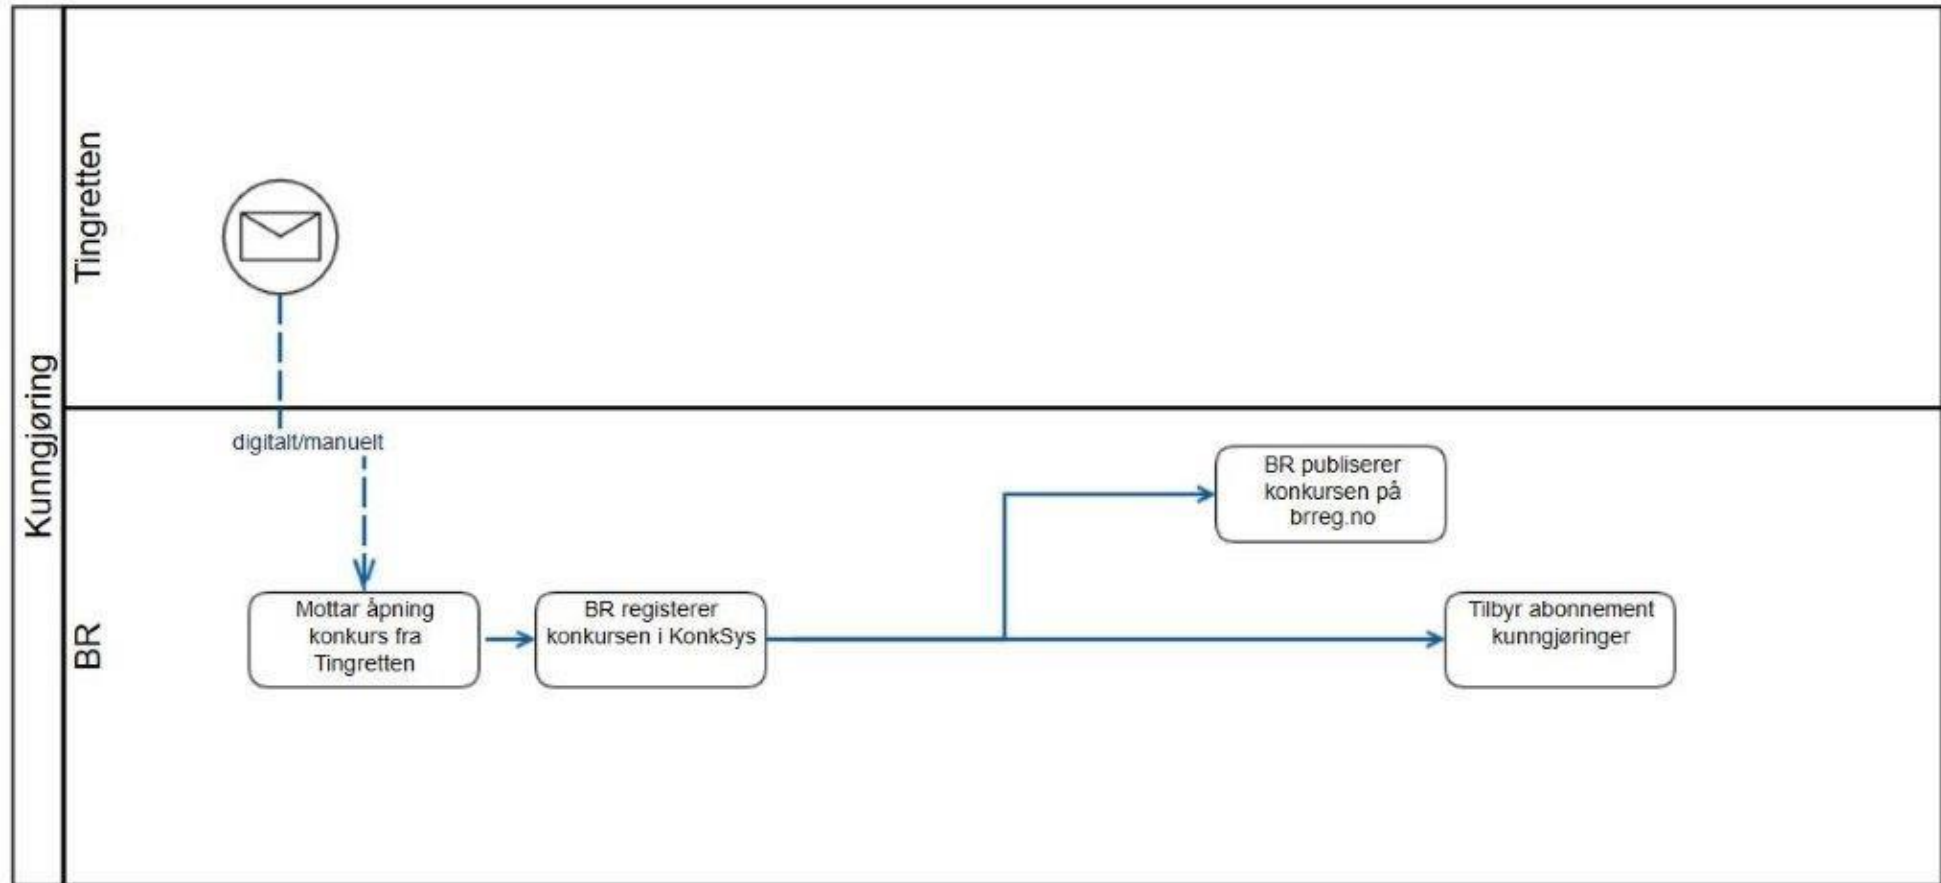 Kunngjøring
Tingretten
digitalt/manuelt
BR
Mottar åpning
konkurs fra
Tingretten
BR registerer
konkursen i KonkSys
BR publiserer
konkursen på
brreg.no
Tilbyr abonnement
kunngjøringer